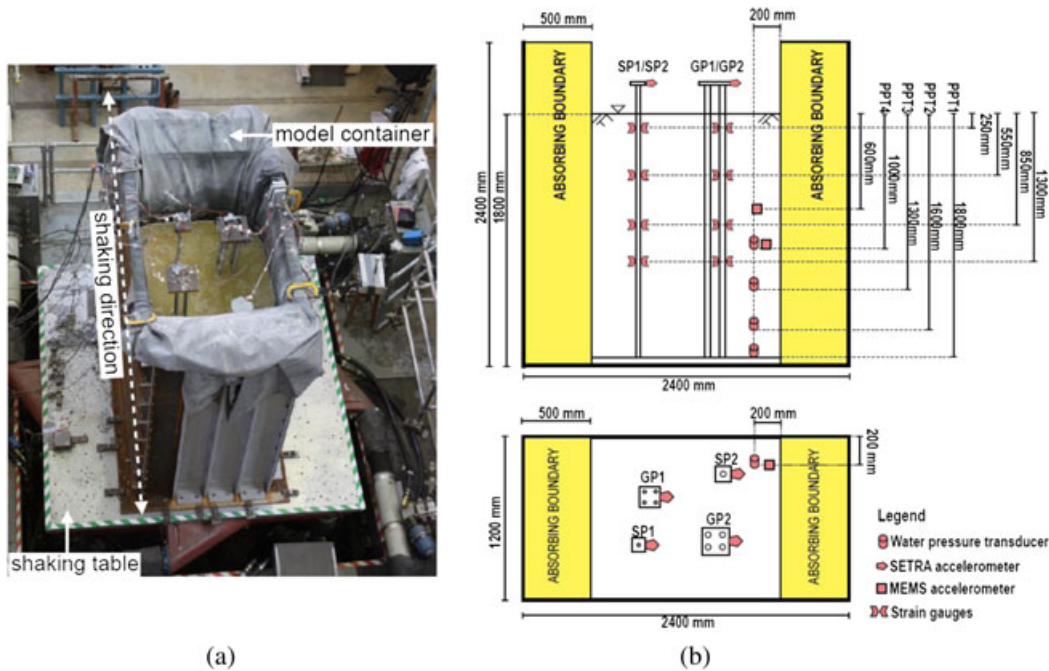 model container
shaking direction
shaking table
(a)
500 mm
200 mm
ABSORBING BOUNDARY
SP1/SP2
GP1/GP2
ABSORBING BOUNDARY
2400 mm
1800 mm
PPT4
PPT3
PPT2
PPT1
600mm
1000mm
1300mm
1600mm
1800mm
250mm
550mm
850mm
1300mm
2400 mm
500 mm
200 mm
200 mm
1200 mm
ABSORBING BOUNDARY
GP1
SP2
SP1
GP2
ABSORBING BOUNDARY
2400 mm
Legend
Water pressure transducer
SETRA accelerometer
MEMS accelerometer
Strain gauges
(b)